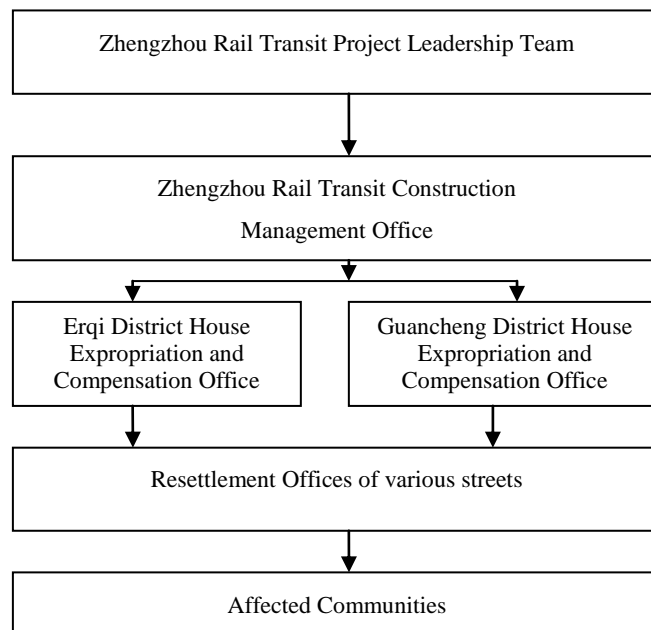 Zhengzhou Rail Transit Project Leadership Team
Zhengzhou Rail Transit Construction
Management Office
Erqi District House
Expropriation and
Compensation Office
Guancheng District House
Expropriation and
Compensation Office
Resettlement Offices of various streets
Affected Communities